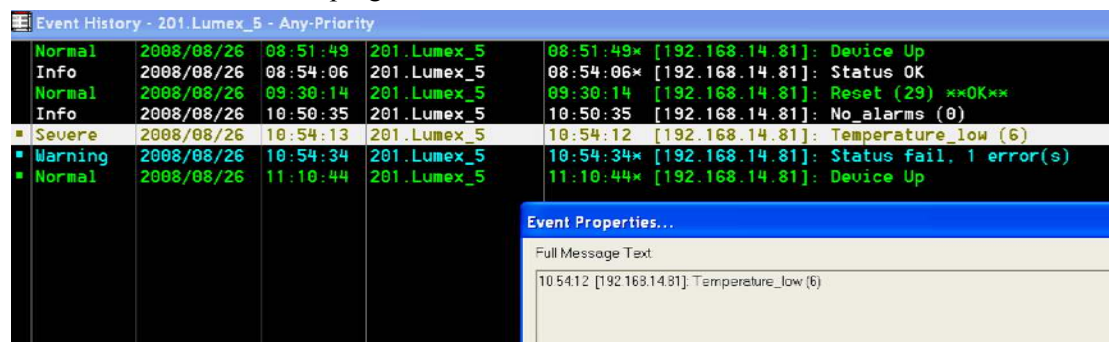 Event History - 201.Lumex_5 - Any-Priority
Normal 2008/08/26 08:51:49 201.Lumex_5 08:51:49* [192.168.14.81]: Device Up
Info 2008/08/26 08:54:06 201.Lumex_5 08:54:06* [192.168.14.81]: Status OK
Normal 2008/08/26 09:30:14 201.Lumex_5 09:30:14 [192.168.14.81]: Reset (29) **OK**
Info 2008/08/26 10:50:35 201.Lumex_5 10:50:35 [192.168.14.81]: No_alarms (0)
Severe 2008/08/26 10:54:13 201.Lumex_5 10:54:12 [192.168.14.81]: Temperature_low (6)
Warning 2008/08/26 10:54:34 201.Lumex_5 10:54:34* [192.168.14.81]: Status fail, 1 error(s)
Normal 2008/08/26 11:10:44 201.Lumex_5 11:10:44* [192.168.14.81]: Device Up
Event Properties...
Full Message Text
10:54:12 [192.168.14.81]: Temperature_low (6)